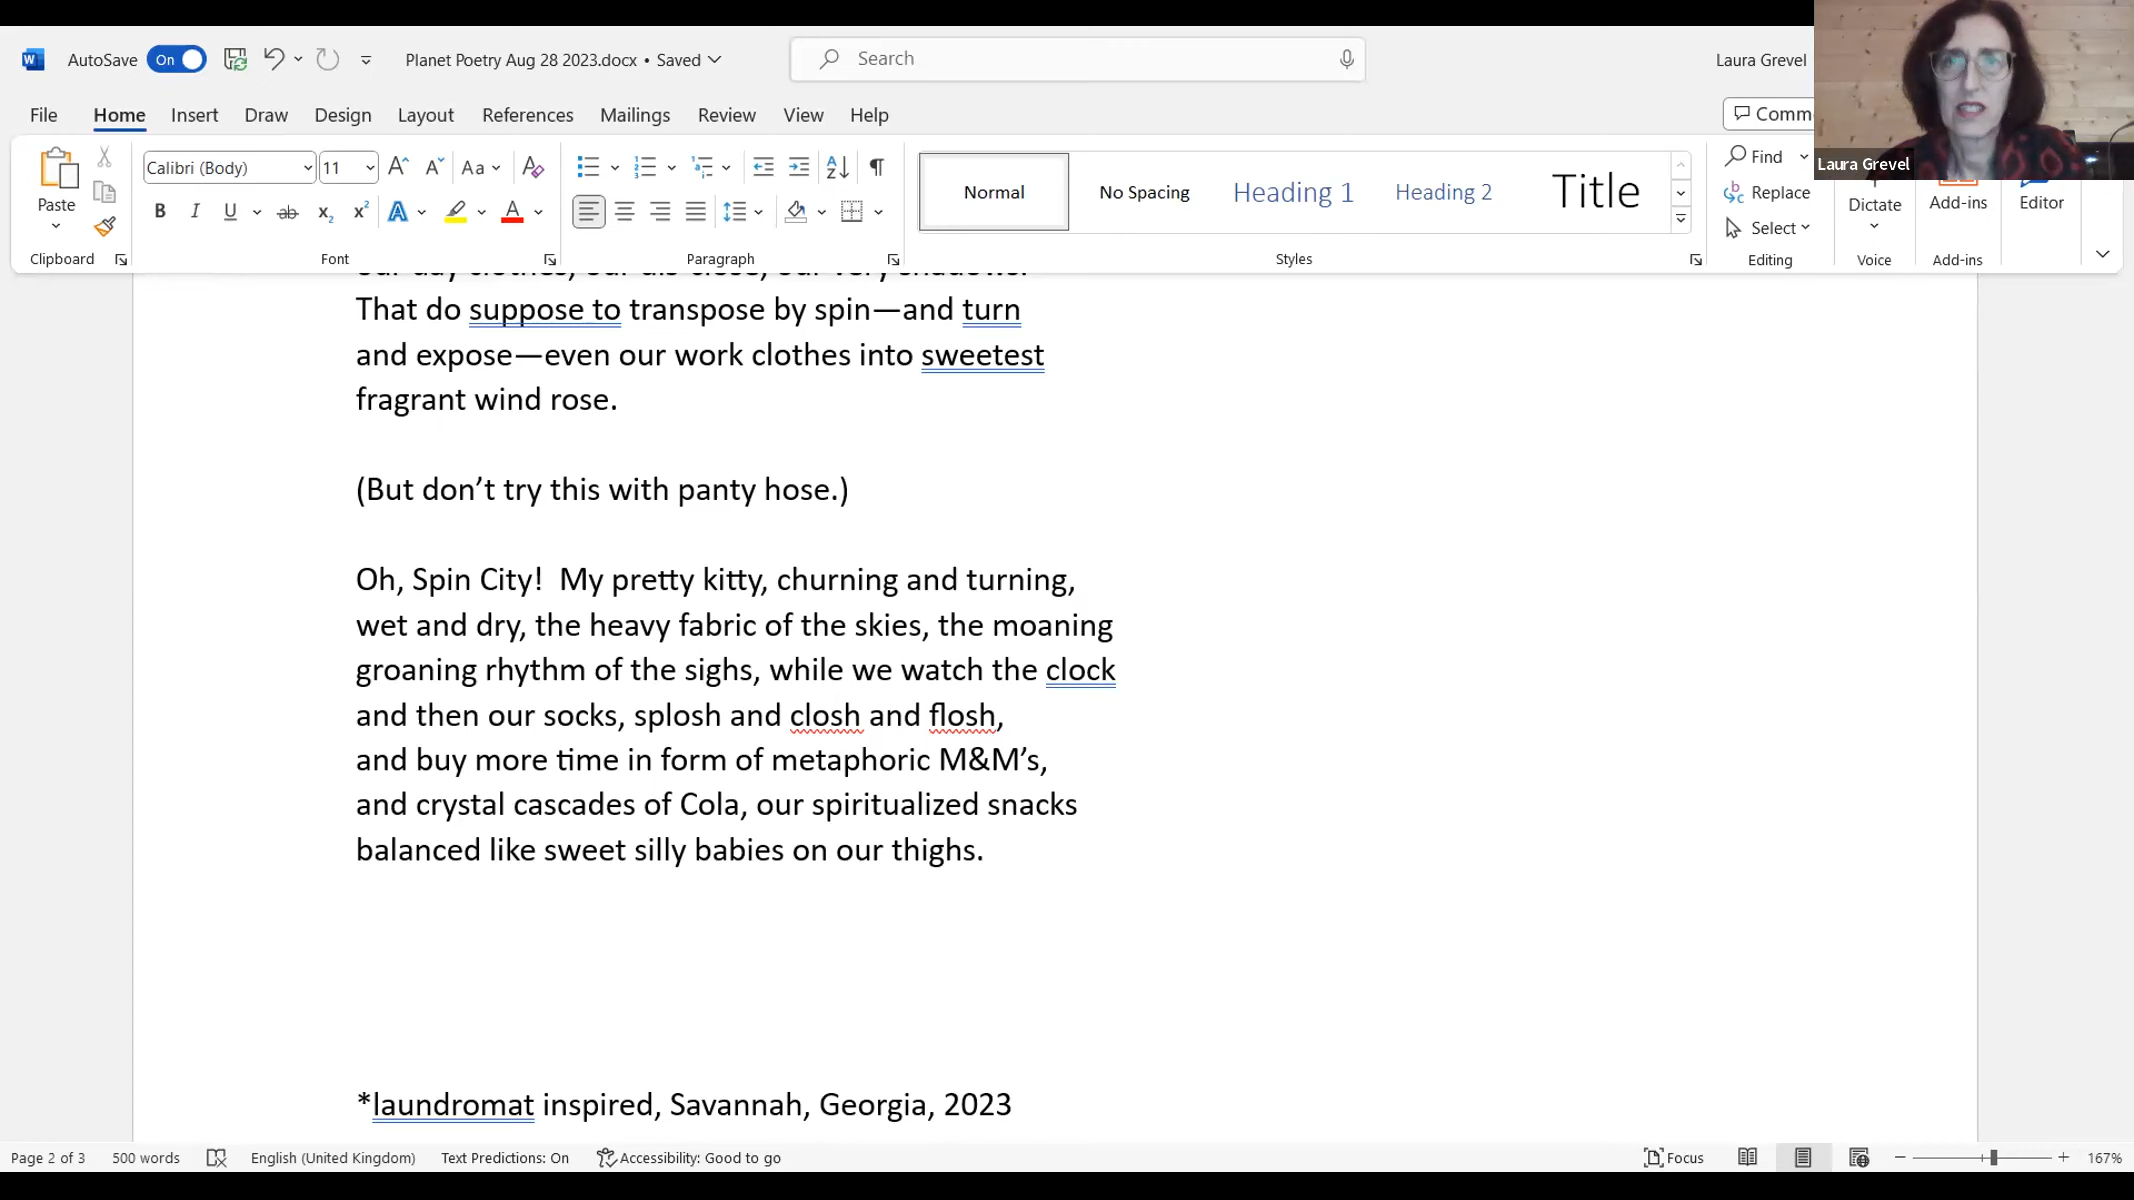 AutoSave On Planet Poetry Aug 28 2023.docx • Saved Search Laura Grevel
File Home Insert Draw Design Layout References Mailings Review View Help Comm
Laura Grevel
Paste Calibri (Body) 11 Aa Normal No Spacing Heading 1 Heading 2 Title Find Replace Select Dictate Add-ins Editor
Clipboard Font Paragraph Styles Editing Voice Add-ins
our day clothes, our very shadows.
That do suppose to transpose by spin—and turn
and expose—even our work clothes into sweetest
fragrant wind rose.
(But don’t try this with panty hose.)
Oh, Spin City!  My pretty kitty, churning and turning,
wet and dry, the heavy fabric of the skies, the moaning
groaning rhythm of the sighs, while we watch the clock
and then our socks, splosh and closh and flosh,
and buy more time in form of metaphoric M&M’s,
and crystal cascades of Cola, our spiritualized snacks
balanced like sweet silly babies on our thighs.
*laundromat inspired, Savannah, Georgia, 2023
Page 2 of 3 500 words English (United Kingdom) Text Predictions: On Accessibility: Good to go Focus 167%